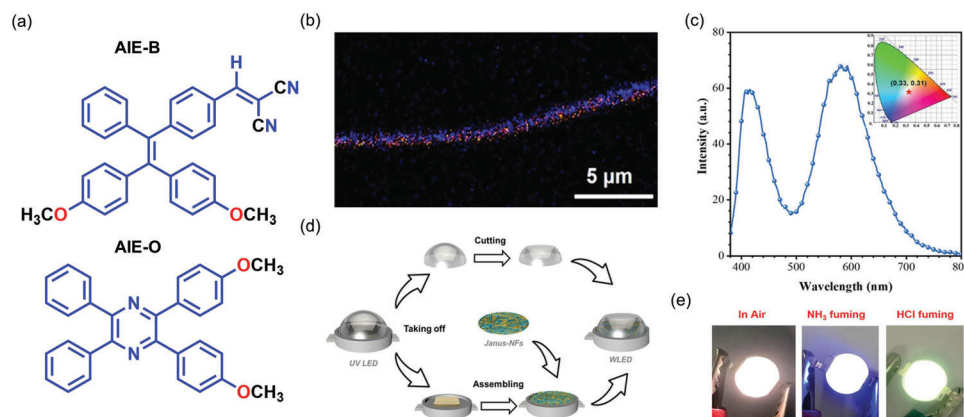 (a)
AIE-B
H
CN
CN
H₃CO
OCH₃
AIE-O
OCH₃
N
N
OCH₃
(b)
5 μm
(c)
Intensity (a.u.)
80
60
40
20
0
400
500
600
700
80
Wavelength (nm)
(0.33, 0.31)
(d)
Cutting
Taking off
UV LED
Janus-NFs
WLED
Assembling
(e)
In Air
NH₃ fuming
HCl fuming